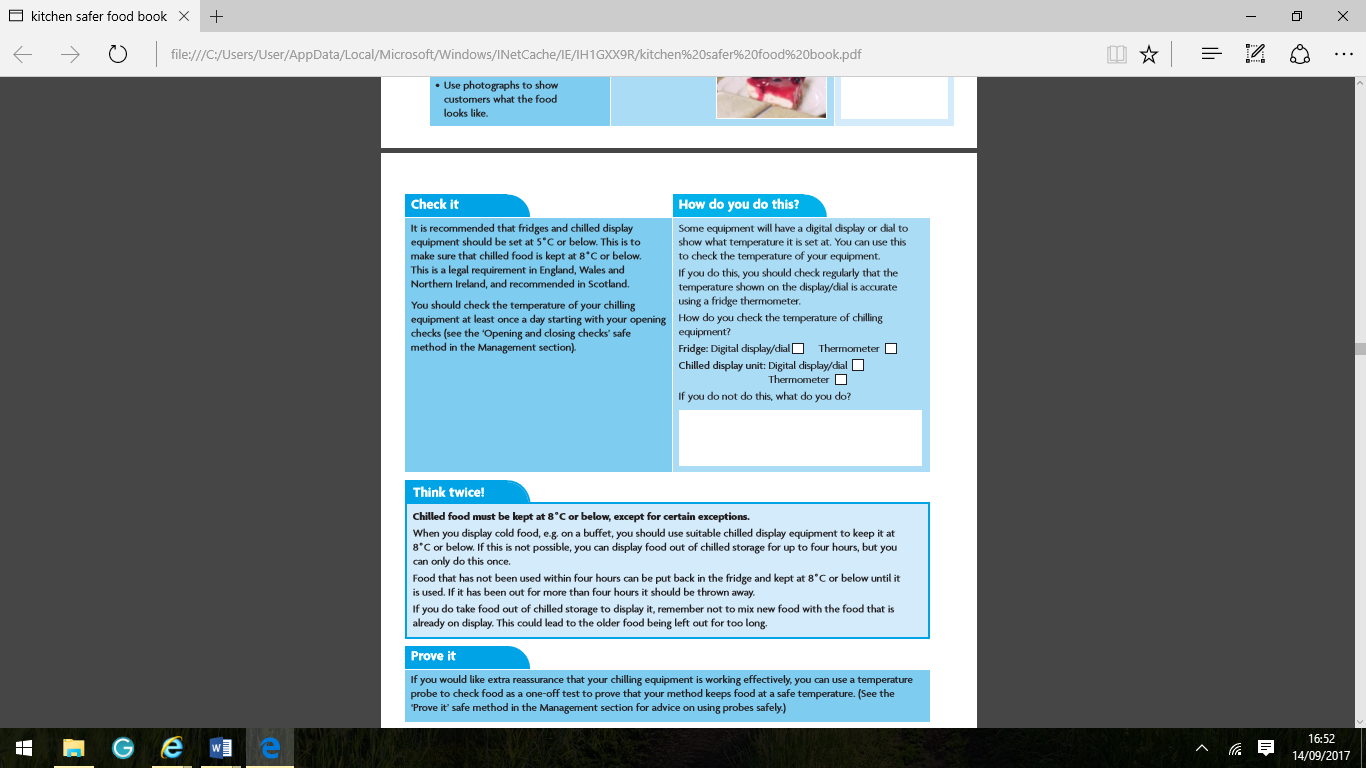 kitchen safer food book
file:///C:/Users/User/AppData/Local/Microsoft/Windows/INetCache/IE/IH1GXX9R/kitchen%20safer%20food%20book.pdf
• Use photographs to show
customers what the food
looks like.
Check it
It is recommended that fridges and chilled display
equipment should be set at 5˚C or below. This is to
make sure that chilled food is kept at 8˚C or below.
This is a legal requirement in England, Wales and
Northern Ireland, and recommended in Scotland.
You should check the temperature of your chilling
equipment at least once a day starting with your opening
checks (see the ‘Opening and closing checks’ safe
method in the Management section).
How do you do this?
Some equipment will have a digital display or dial to
show what temperature it is set at. You can use this
to check the temperature of your equipment.
If you do this, you should check regularly that the
temperature shown on the display/dial is accurate
using a fridge thermometer.
How do you check the temperature of chilling
equipment?
Fridge: Digital display/dial Thermometer
Chilled display unit: Digital display/dial
Thermometer
If you do not do this, what do you do?
Think twice!
Chilled food must be kept at 8˚C or below, except for certain exceptions.
When you display cold food, e.g. on a buffet, you should use suitable chilled display equipment to keep it at
8˚C or below. If this is not possible, you can display food out of chilled storage for up to four hours, but you
can only do this once.
Food that has not been used within four hours can be put back in the fridge and kept at 8˚C or below until it
is used. If it has been out for more than four hours it should be thrown away.
If you do take food out of chilled storage to display it, remember not to mix new food with the food that is
already on display. This could lead to the older food being left out for too long.
Prove it
If you would like extra reassurance that your chilling equipment is working effectively, you can use a temperature
probe to check food as a one-off test to prove that your method keeps food at a safe temperature. (See the
‘Prove it’ safe method in the Management section for advice on using probes safely.)
16:52
14/09/2017